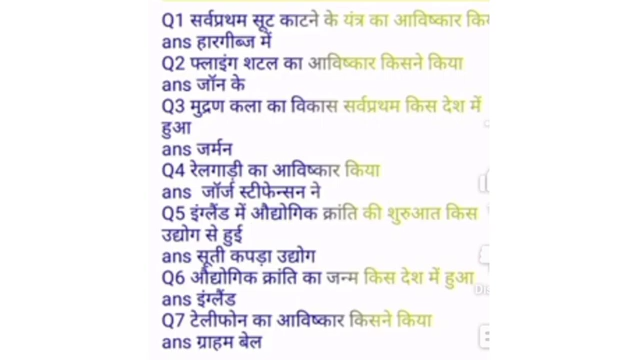 Q1 सर्वप्रथम सूट काटने के यंत्र का आविष्कार
ans हारगीब्ज में
Q2 फ्लाइंग शटल का आविष्कार किसने किया
ans जॉन के
Q3 मुद्रण कला का विकास सर्वप्रथम किस देश में
हुआ
ans जर्मन
Q4 रेलगाड़ी का आविष्कार किया
ans जॉर्ज स्टीफेन्सन ने
Q5 इंग्लैंड में औद्योगिक क्रांति की शुरुआत किस
उद्योग से हुई
ans सूती कपड़ा उद्योग
Q6 औद्योगिक क्रांति का जन्म किस देश में हुआ
ans इंग्लैंड
Q7 टेलीफोन का आविष्कार किसने किया
ans ग्राहम बेल